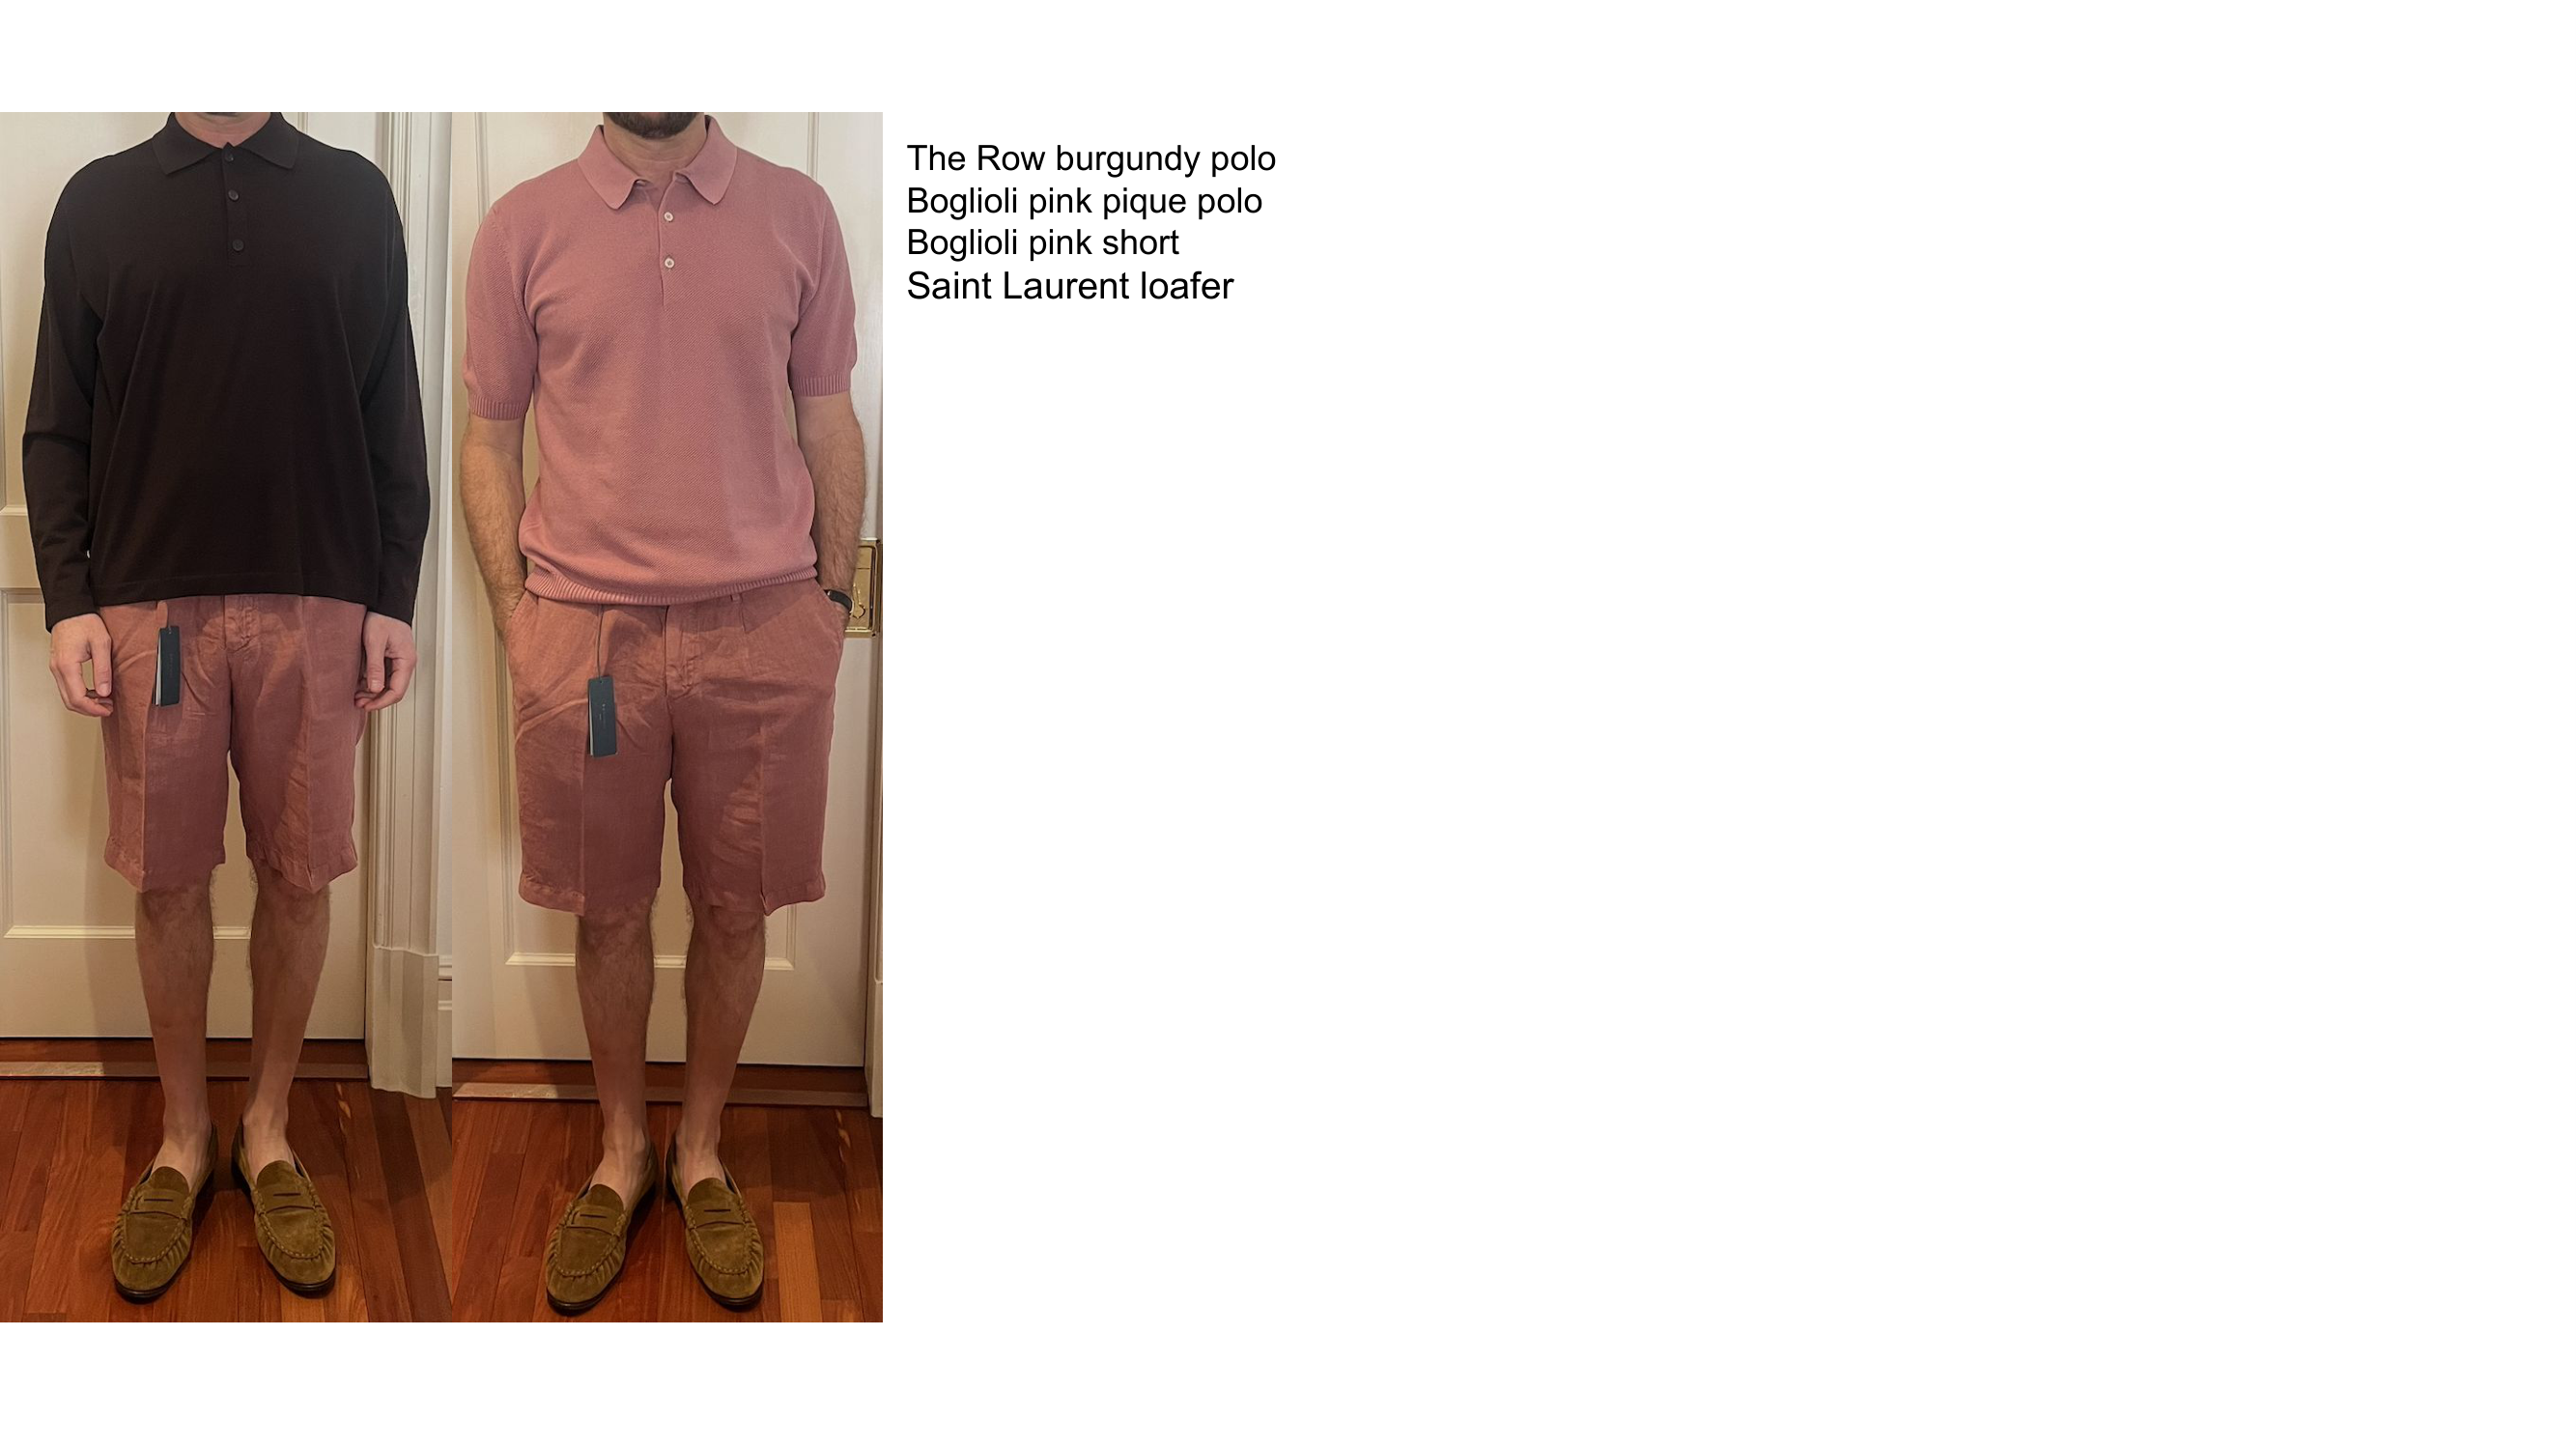 The Row burgundy polo
Boglioli pink pique polo
Boglioli pink short
Saint Laurent loafer